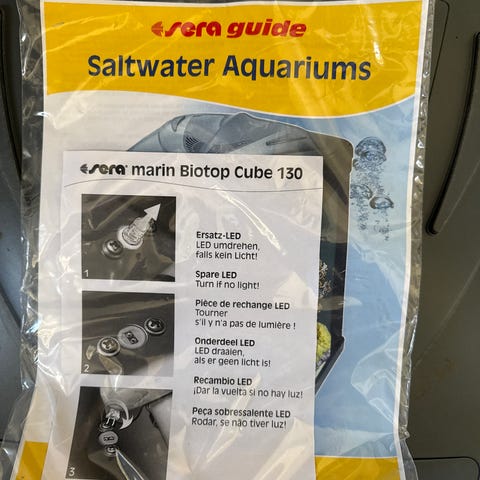 sera guide
Saltwater Aquariums
sera® marin Biotop Cube 130
Ersatz-LED
LED umdrehen,
falls kein Licht!
1
Spare LED
Turn if no light!
Pièce de rechange LED
Tourner
s'il y n'a pas de lumière !
2
Onderdeel LED
LED draaien,
als er geen licht is!
Recambio LED
¡Dar la vuelta si no hay luz!
Peça sobressalente LED
Rodar, se não tiver luz!
3